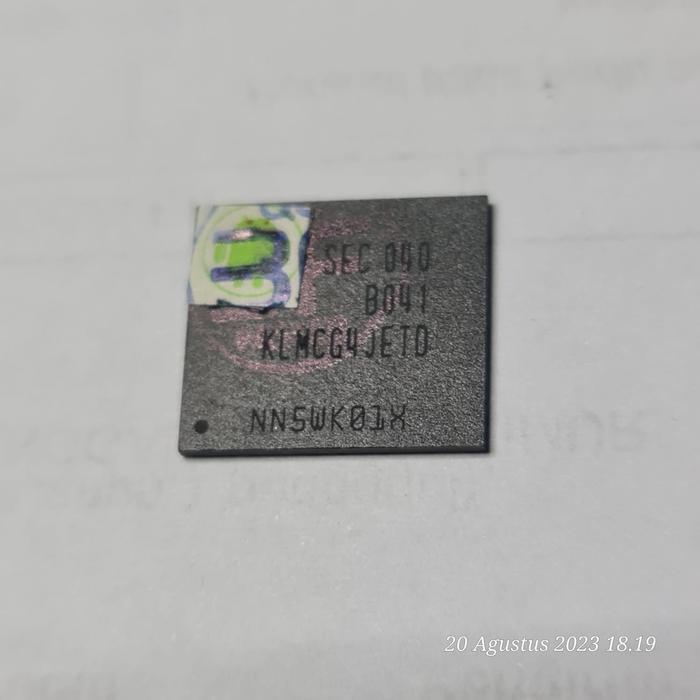 SEC 040
B041
KLMCG4JETD
NN5WK01X
20 Agustus 2023 18.19